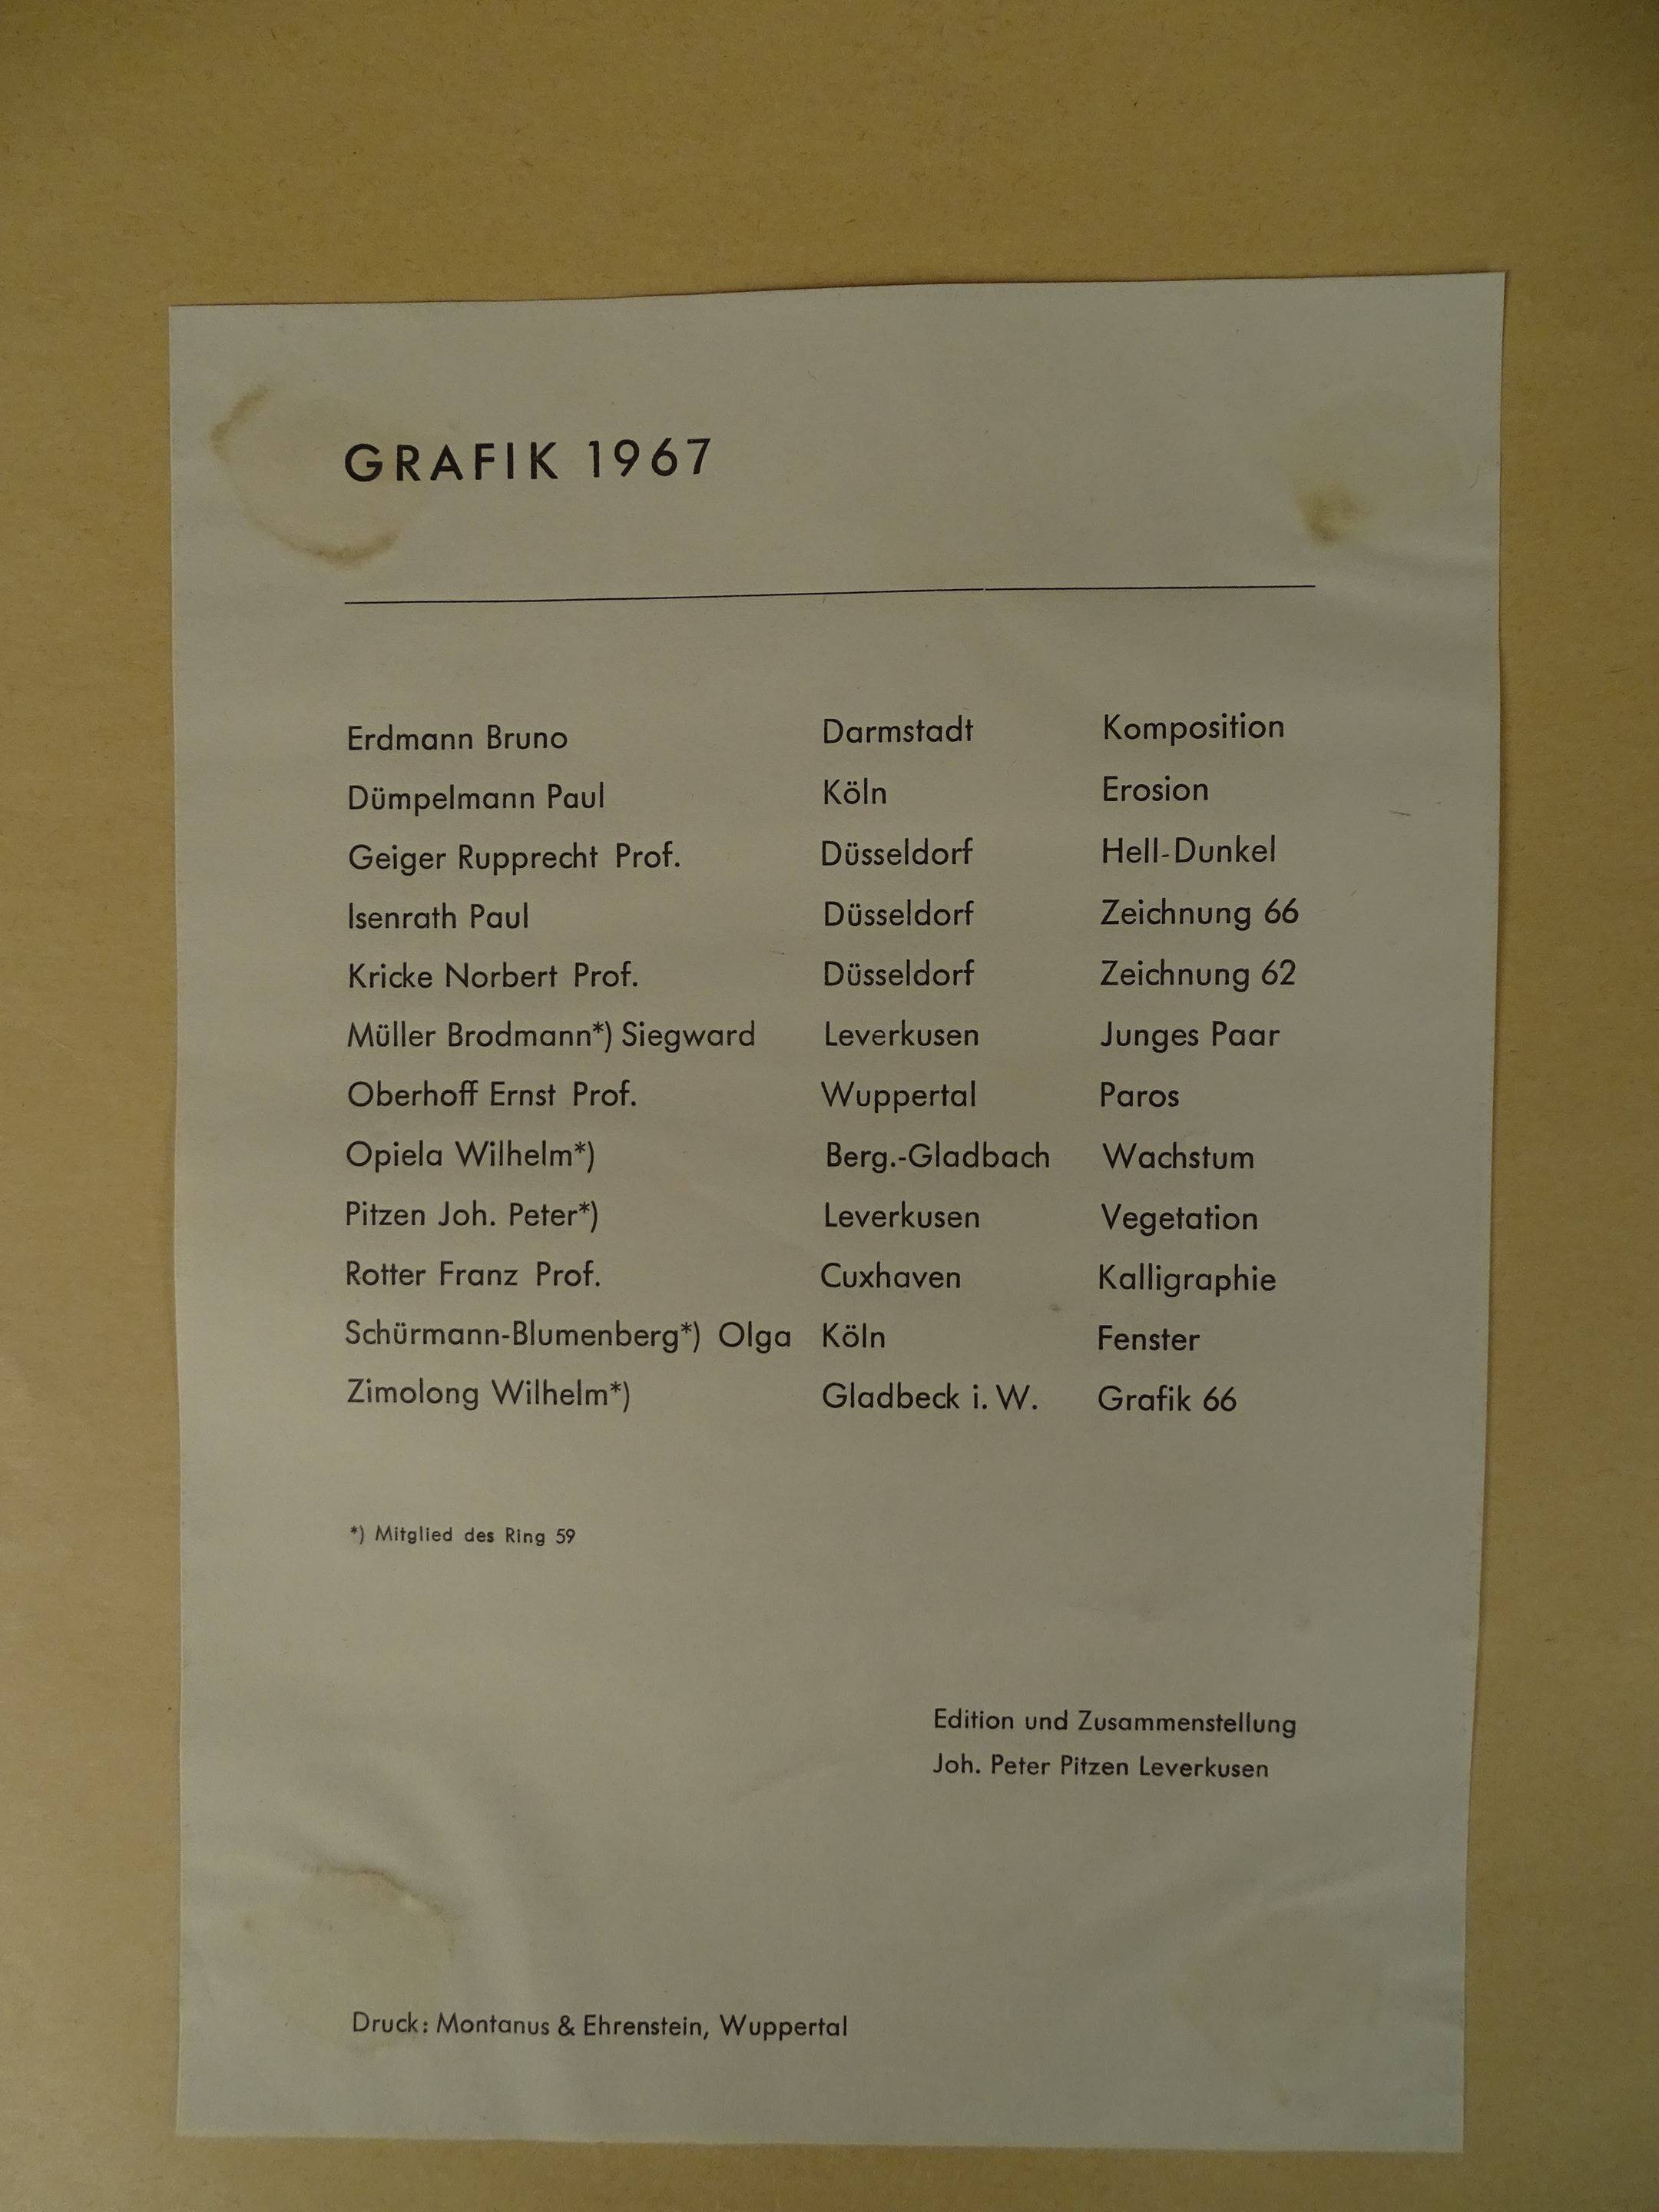 GRAFIK 1967
Erdmann Bruno Darmstadt Komposition
Dümpelmann Paul Köln Erosion
Geiger Rupprecht Prof. Düsseldorf Hell-Dunkel
Isenrath Paul Düsseldorf Zeichnung 66
Kricke Norbert Prof. Düsseldorf Zeichnung 62
Müller Brodmann*) Siegward Leverkusen Junges Paar
Oberhoff Ernst Prof. Wuppertal Paros
Opiela Wilhelm*) Berg.-Gladbach Wachstum
Pitzen Joh. Peter*) Leverkusen Vegetation
Rotter Franz Prof. Cuxhaven Kalligraphie
Schürmann-Blumenberg*) Olga Köln Fenster
Zimolong Wilhelm*) Gladbeck i. W. Grafik 66
*) Mitglied des Ring 59
Edition und Zusammenstellung
Joh. Peter Pitzen Leverkusen
Druck: Montanus & Ehrenstein, Wuppertal